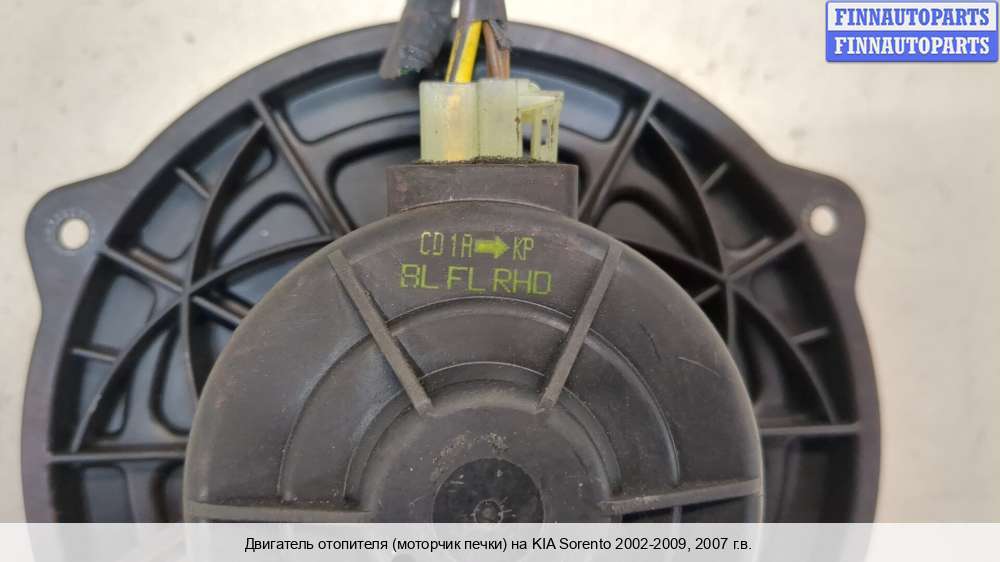 FINNAUTOPARTS
FINNAUTOPARTS
CD1A→KP
BL FL RHD
Двигатель отопителя (моторчик печки) на KIA Sorento 2002-2009, 2007 г.в.